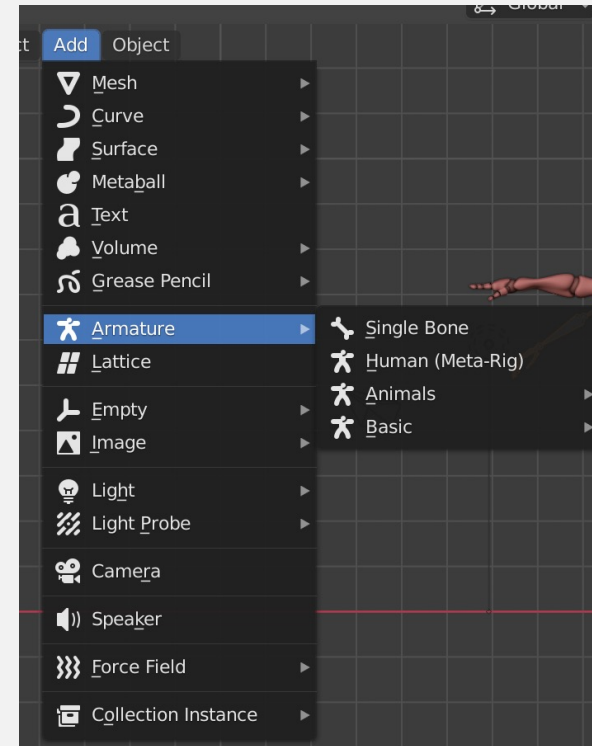 Global
Add Object
Mesh
Curve
Surface
Metaball
Text
Volume
Grease Pencil
Armature
Single Bone
Lattice
Human (Meta-Rig)
Animals
Empty
Basic
Image
Light
Light Probe
Camera
Speaker
Force Field
Collection Instance